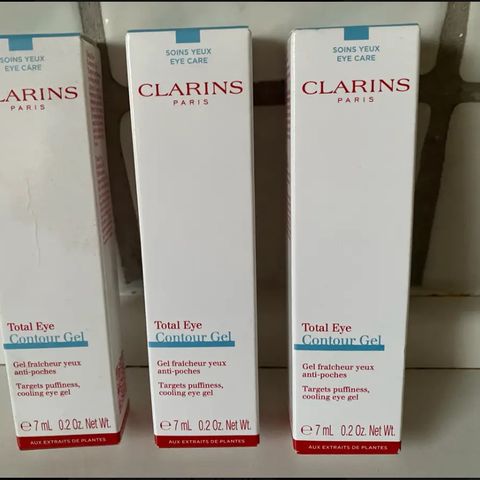 SOINS YEUX
EYE CARE
LARINS
PARIS
Total Eye
Contour Gel
Gel fraîcheur yeux
anti-poches
Targets puffiness,
cooling eye gel
℮ 7 mL 0.2 Oz. Net Wt.
AUX EXTRAITS DE PLANTES
SOINS YEUX
EYE CARE
CLARINS
PARIS
Total Eye
Contour Gel
Gel fraîcheur yeux
anti-poches
Targets puffiness,
cooling eye gel
℮ 7 mL 0.2 Oz. Net Wt.
AUX EXTRAITS DE PLANTES
SOINS YEUX
EYE CARE
CLARINS
PARIS
Total Eye
Contour Gel
Gel fraîcheur yeux
anti-poches
Targets puffiness,
cooling eye gel
℮ 7 mL 0.2 Oz. Net Wt.
AUX EXTRAITS DE PLANTES